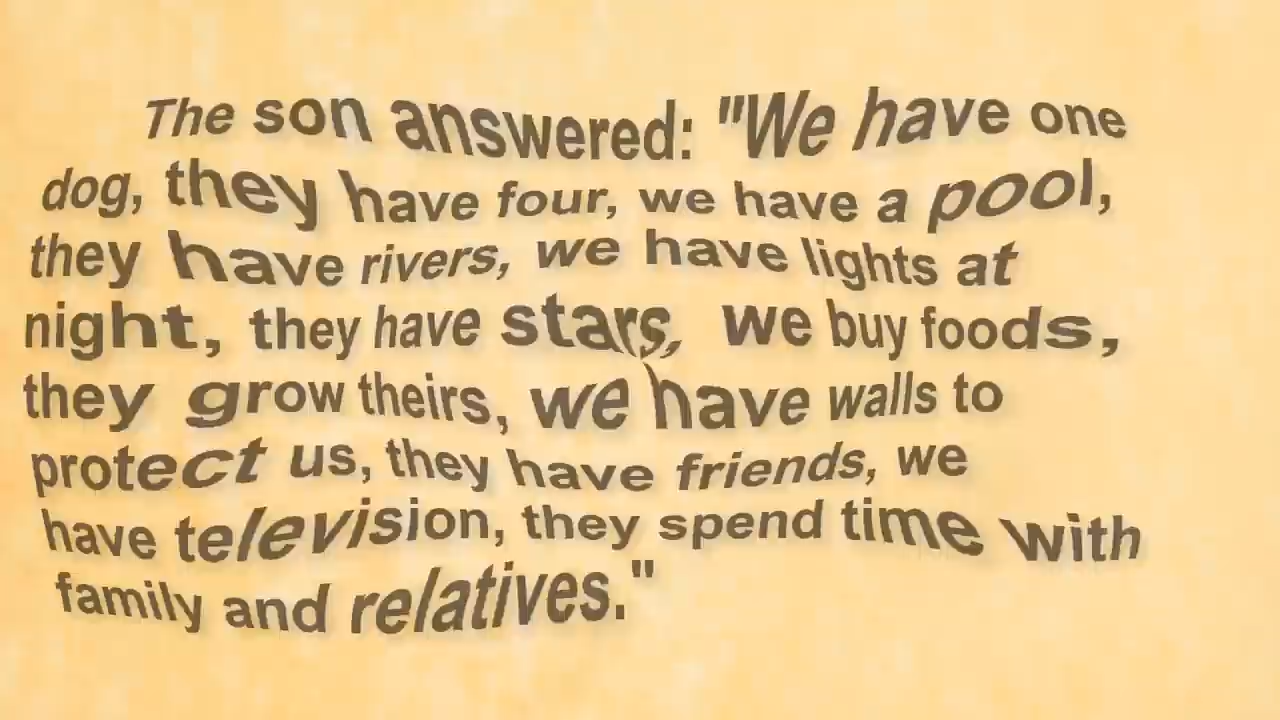 The son answered: "We have one
dog, they have four, we have a pool,
they have rivers, we have lights at
night, they have stars, we buy foods,
they grow theirs, we have walls to
protect us, they have friends, we
have television, they spend time with
family and relatives."